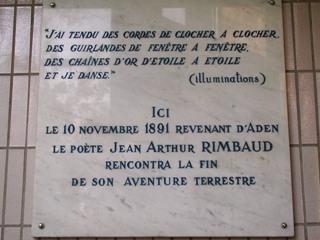 "J'AI TENDU DES CORDES DE CLOCHER A CLOCHER,
DES GUIRLANDES DE FENÊTRE A FENÊTRE,
DES CHAÎNES D'OR D'ETOILE A ETOILE
ET JE DANSE."
(illuminations)
ICI
LE 10 NOVEMBRE 1891 REVENANT D'ADEN
LE POÈTE JEAN ARTHUR RIMBAUD
RENCONTRA LA FIN
DE SON AVENTURE TERRESTRE